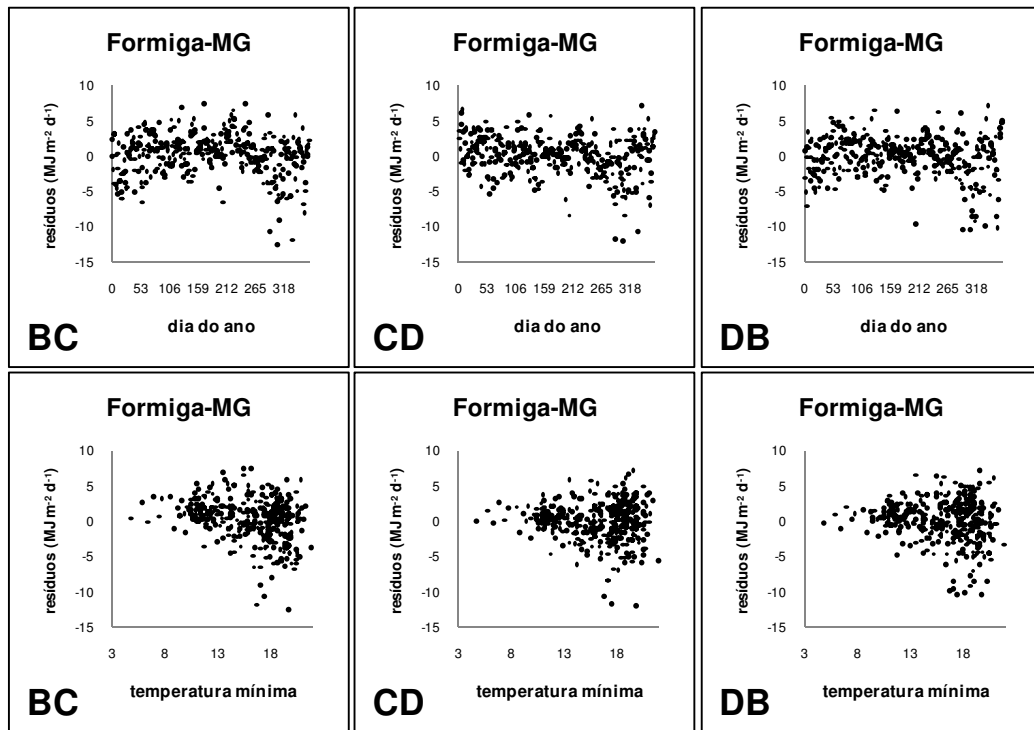 Formiga-MG
10
5
0
-5
-10
-15
resíduos (MJ m⁻² d⁻¹)
0 53 106 159 212 265 318
dia do ano
BC
Formiga-MG
10
5
0
-5
-10
-15
resíduos (MJ m⁻² d⁻¹)
0 53 106 159 212 265 318
dia do ano
CD
Formiga-MG
10
5
0
-5
-10
-15
resíduos (MJ m⁻² d⁻¹)
0 53 106 159 212 265 318
dia do ano
DB
Formiga-MG
10
5
0
-5
-10
-15
resíduos (MJ m⁻² d⁻¹)
3 8 13 18
temperatura mínima
BC
Formiga-MG
10
5
0
-5
-10
-15
resíduos (MJ m⁻² d⁻¹)
3 8 13 18
temperatura mínima
CD
Formiga-MG
10
5
0
-5
-10
-15
resíduos (MJ m⁻² d⁻¹)
3 8 13 18
temperatura mínima
DB